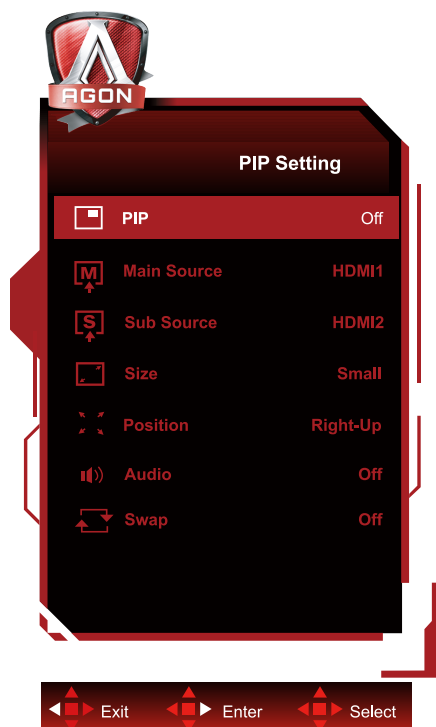 AGON
PIP Setting
PIP Off
M Main Source HDMI1
S Sub Source HDMI2
Size Small
Position Right-Up
Audio Off
Swap Off
Exit Enter Select